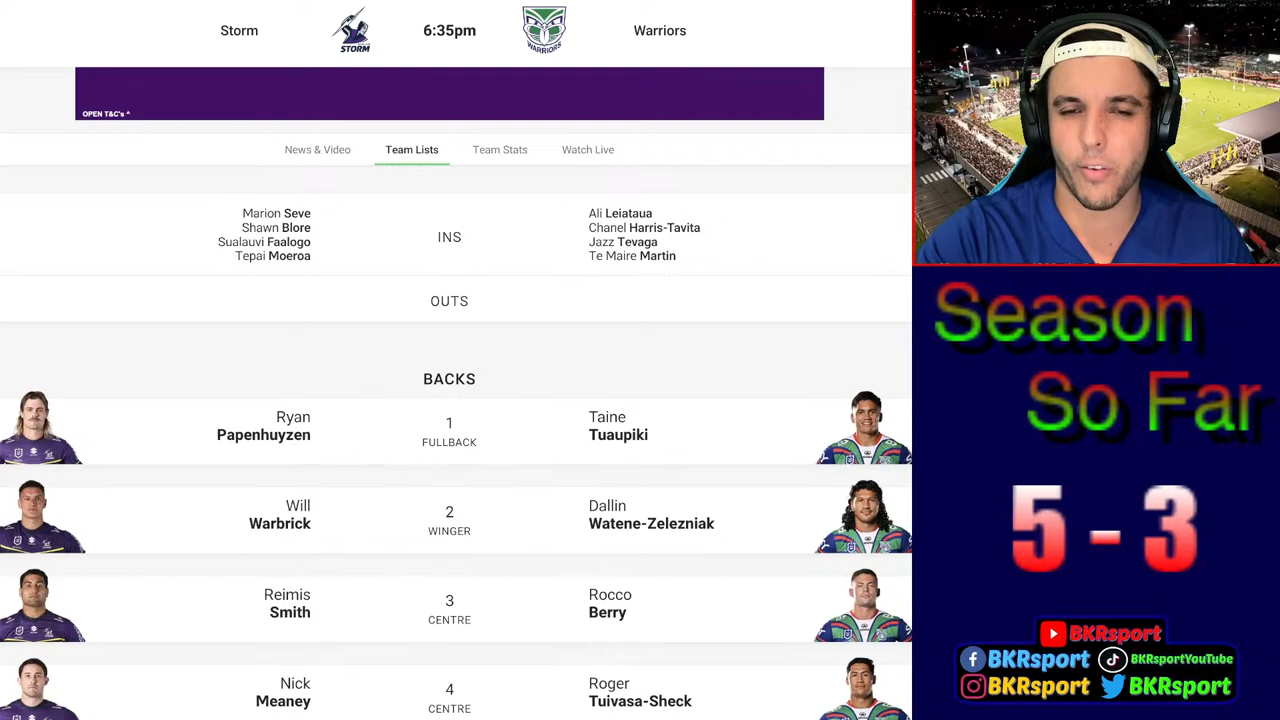 Storm
STORM
6:35pm
WARRIORS
Warriors
OPEN T&C's ^
News & Video
Team Lists
Team Stats
Watch Live
Marion Seve
Shawn Blore
Sualauvi Faalogo
Tepai Moeroa
INS
Ali Leiataua
Chanel Harris-Tavita
Jazz Tevaga
Te Maire Martin
OUTS
BACKS
Ryan
Papenhuyzen
1
FULLBACK
Taine
Tuaupiki
Will
Warbrick
2
WINGER
Dallin
Watene-Zelezniak
Reimis
Smith
3
CENTRE
Rocco
Berry
Nick
Meaney
4
CENTRE
Roger
Tuivasa-Sheck
Season
So Far
5 - 3
BKRsport
BKRsport
BKRsportYouTube
BKRsport
BKRsport